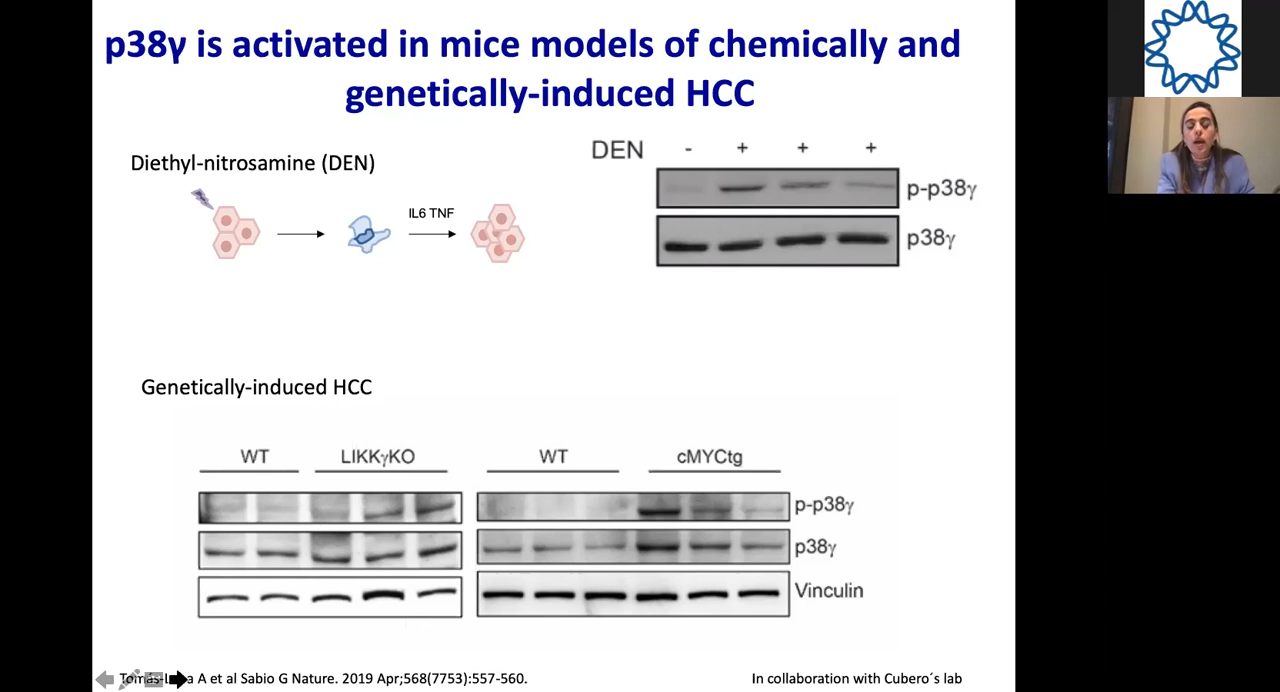 p38γ is activated in mice models of chemically and
genetically-induced HCC
Diethyl-nitrosamine (DEN)
IL6 TNF
DEN - + + +
p-p38γ
p38γ
Genetically-induced HCC
WT LIKKγKO WT cMYCtg
p-p38γ
p38γ
Vinculin
A et al Sabio G Nature. 2019 Apr;568(7753):557-560.
In collaboration with Cubero´s lab